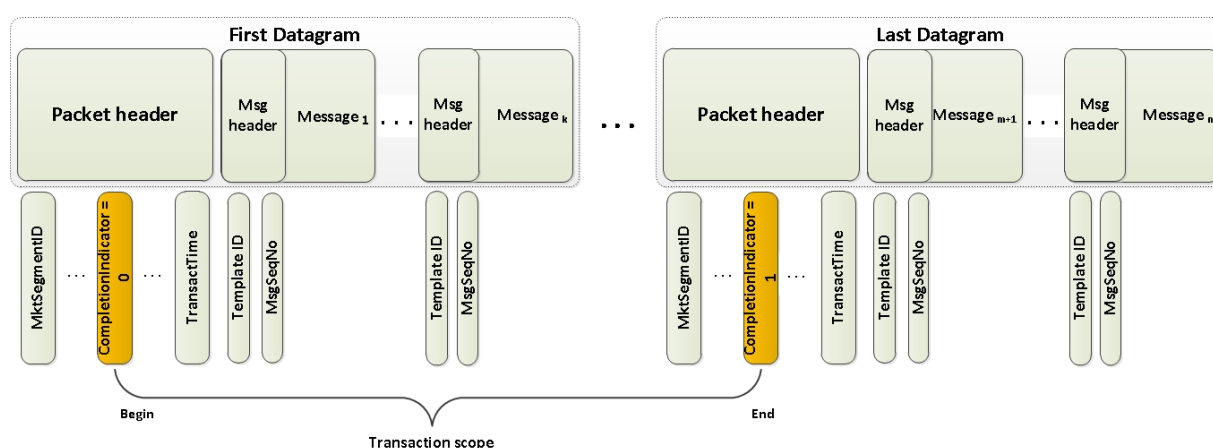 First Datagram
Last Datagram
Packet header
Msg header
Message 1
. . .
Msg header
Message k
...
Packet header
Msg header
Message m+1
. . .
Msg header
Message n
MktSegmentID
...
CompletionIndicator = 0
...
TransactTime
Template ID
MsgSeqNo
Template ID
MsgSeqNo
MktSegmentID
...
CompletionIndicator = 1
...
TransactTime
Template ID
MsgSeqNo
Template ID
MsgSeqNo
Begin
End
Transaction scope